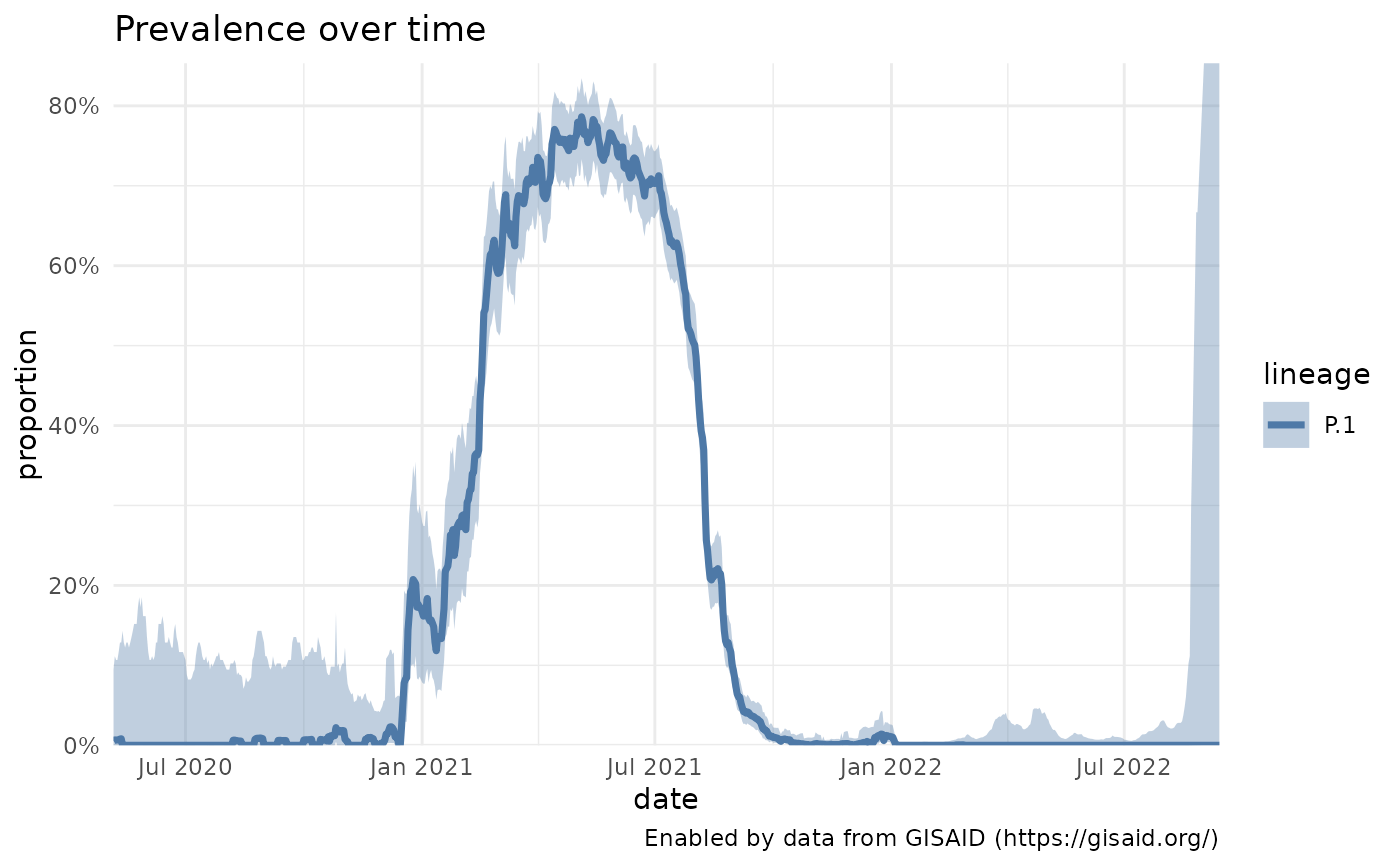 Prevalence over time
proportion
80%
60%
40%
20%
0%
Jul 2020
Jan 2021
Jul 2021
Jan 2022
Jul 2022
date
lineage
P.1
Enabled by data from GISAID (https://gisaid.org/)